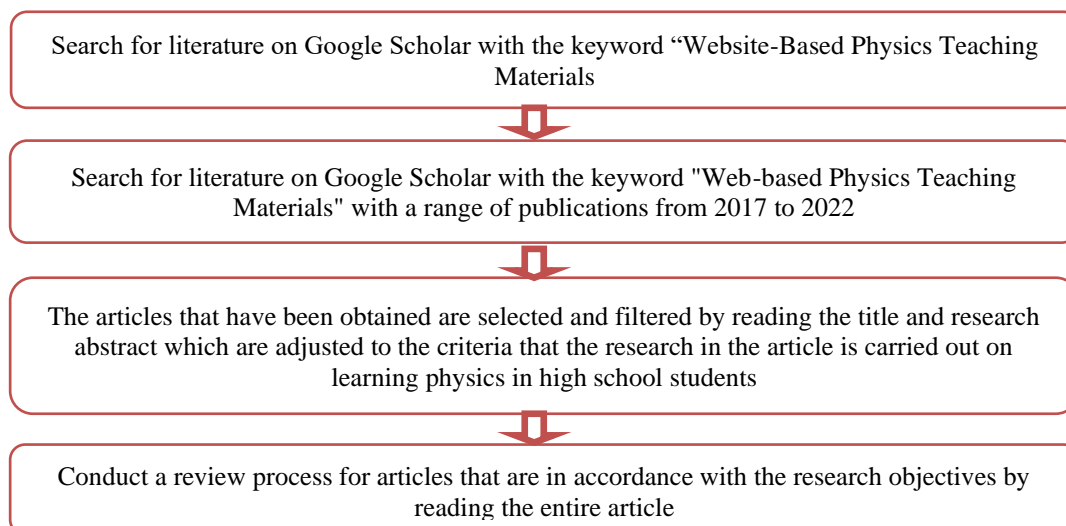 Search for literature on Google Scholar with the keyword “Website-Based Physics Teaching
Materials
Search for literature on Google Scholar with the keyword "Web-based Physics Teaching
Materials" with a range of publications from 2017 to 2022
The articles that have been obtained are selected and filtered by reading the title and research
abstract which are adjusted to the criteria that the research in the article is carried out on
learning physics in high school students
Conduct a review process for articles that are in accordance with the research objectives by
reading the entire article